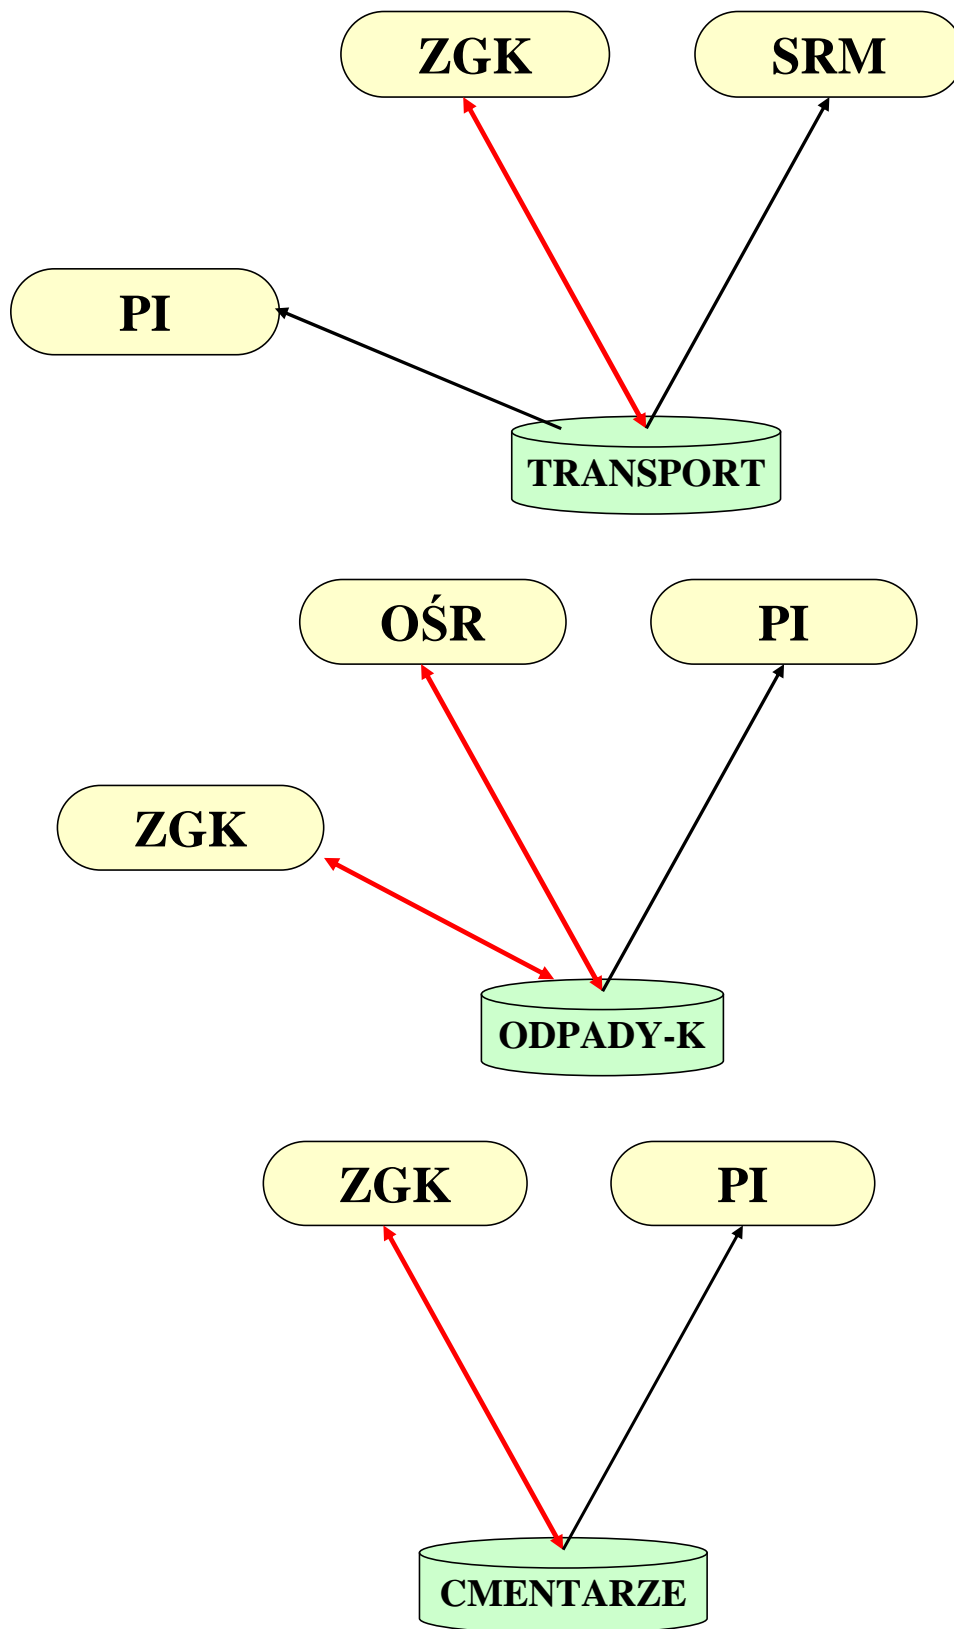 ZGK
SRM
PI
TRANSPORT
OŚR
PI
ZGK
ODPADY-K
ZGK
PI
CMENTARZE